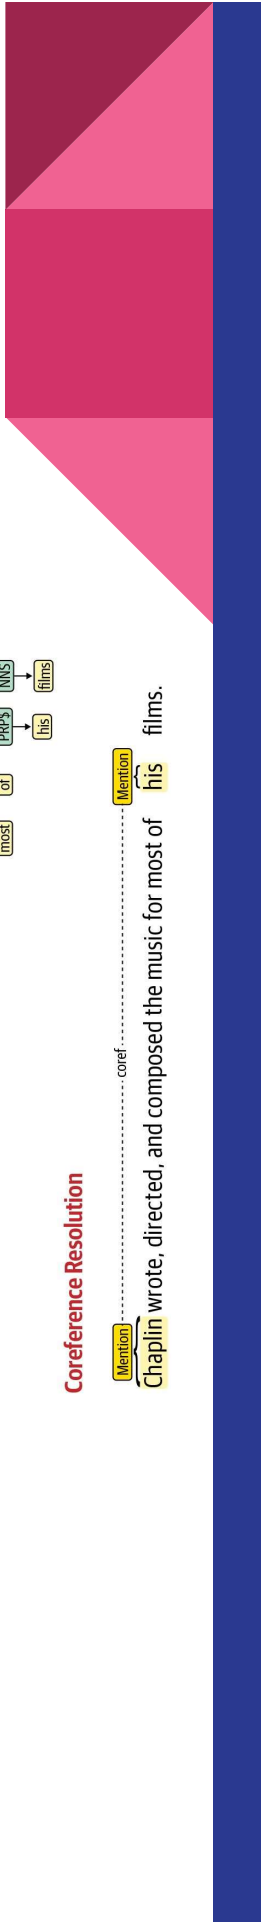 most of PRP$ NNS
his films
Coreference Resolution
Mention coref Mention
Chaplin wrote, directed, and composed the music for most of his films.